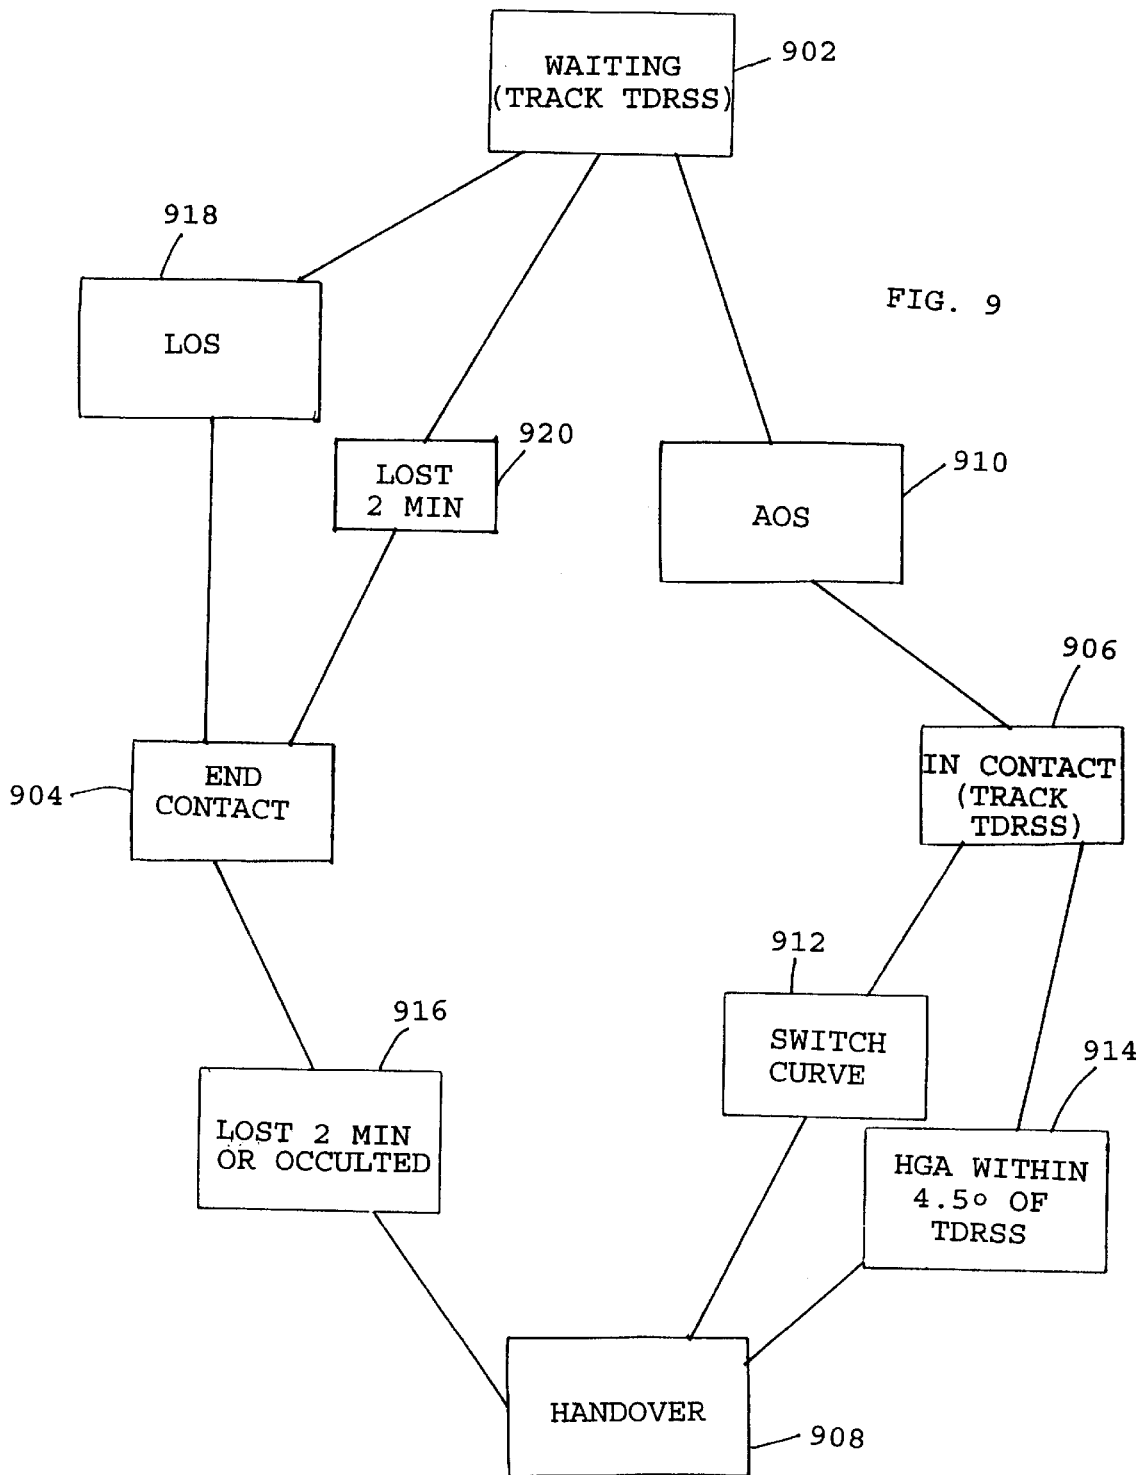 902
WAITING
(TRACK TDRSS)
918
LOS
FIG. 9
920
LOST
2 MIN
910
AOS
906
IN CONTACT
(TRACK
TDRSS)
904
END
CONTACT
912
SWITCH
CURVE
916
LOST 2 MIN
OR OCCULTED
914
HGA WITHIN
4.5° OF
TDRSS
HANDOVER
908